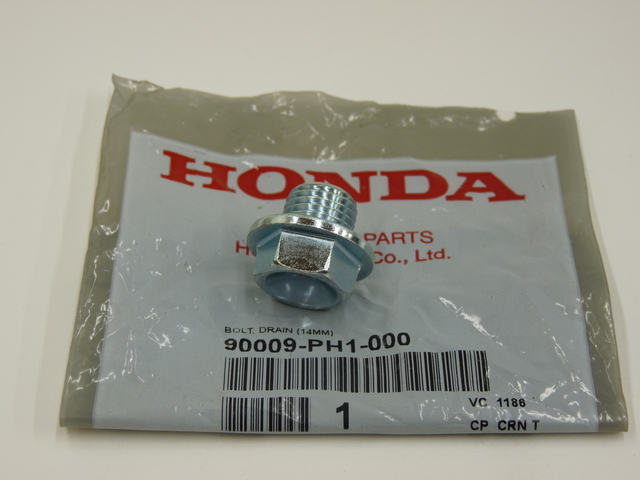 HONDA
PARTS
H Co., Ltd.
BOLT, DRAIN (14MM)
90009-PH1-000
1 VC 1186
CP CRN T